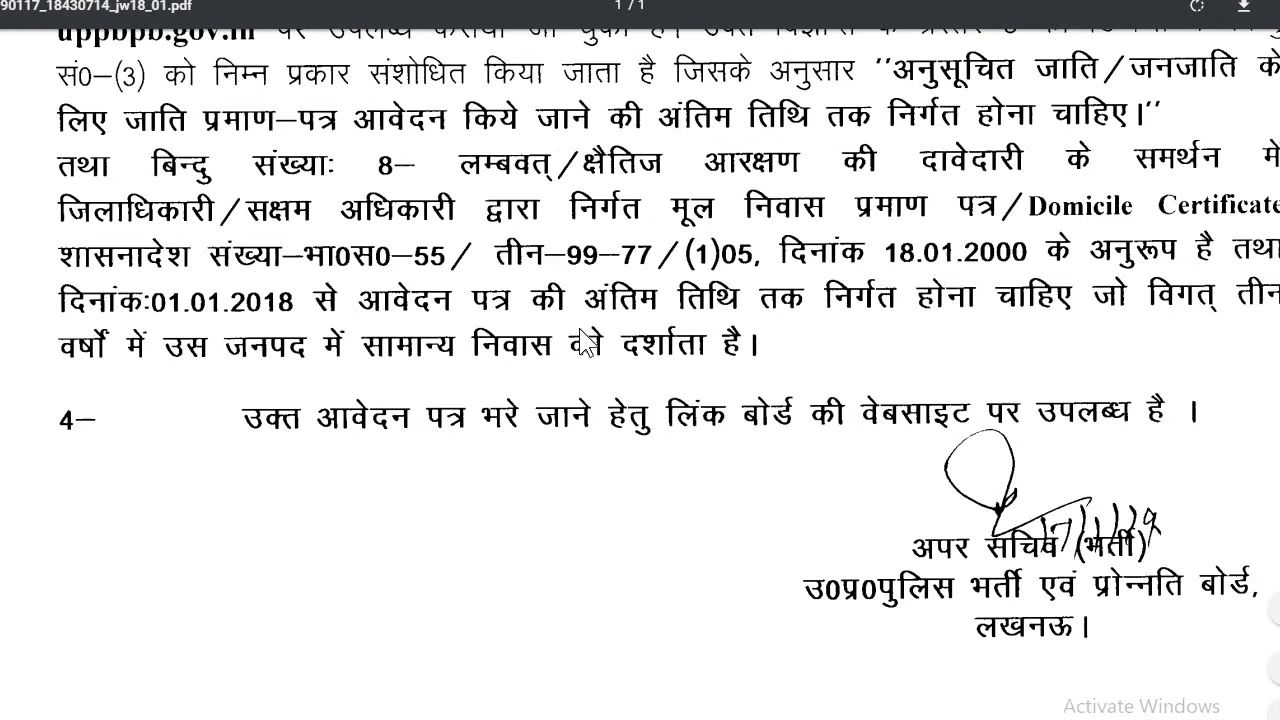 90117_18430714_jw18_01.pdf
1 / 1
uppbpb.gov.in पर उपलब्ध कराया जा चुका है।
सं0–(3) को निम्न प्रकार संशोधित किया जाता है जिसके अनुसार ''अनुसूचित जाति/जनजाति के
लिए जाति प्रमाण–पत्र आवेदन किये जाने की अंतिम तिथि तक निर्गत होना चाहिए।''
तथा बिन्दु संख्याः 8– लम्बवत्/क्षैतिज आरक्षण की दावेदारी के समर्थन में
जिलाधिकारी/सक्षम अधिकारी द्वारा निर्गत मूल निवास प्रमाण पत्र/Domicile Certificate
शासनादेश संख्या–भा0स0–55/ तीन–99–77/(1)05, दिनांक 18.01.2000 के अनुरूप है तथा
दिनांकः01.01.2018 से आवेदन पत्र की अंतिम तिथि तक निर्गत होना चाहिए जो विगत् तीन
वर्षों में उस जनपद में सामान्य निवास को दर्शाता है।
4– उक्त आवेदन पत्र भरे जाने हेतु लिंक बोर्ड की वेबसाइट पर उपलब्ध है ।
17/1/19
अपर सचिव (भर्ती)
उ0प्र0पुलिस भर्ती एवं प्रोन्नति बोर्ड,
लखनऊ।
Activate Windows